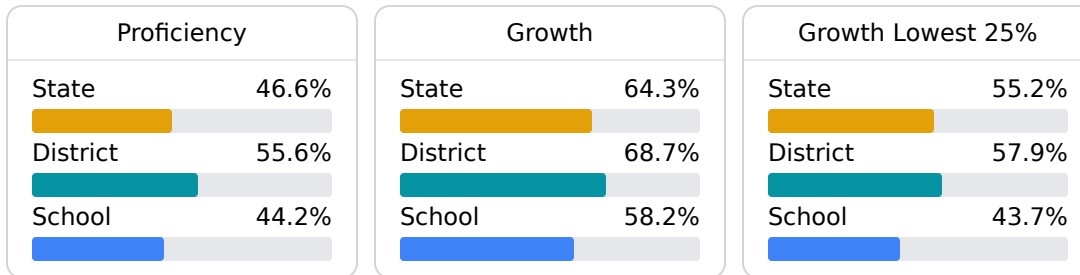 Proficiency
State 46.6%
District 55.6%
School 44.2%
Growth
State 64.3%
District 68.7%
School 58.2%
Growth Lowest 25%
State 55.2%
District 57.9%
School 43.7%